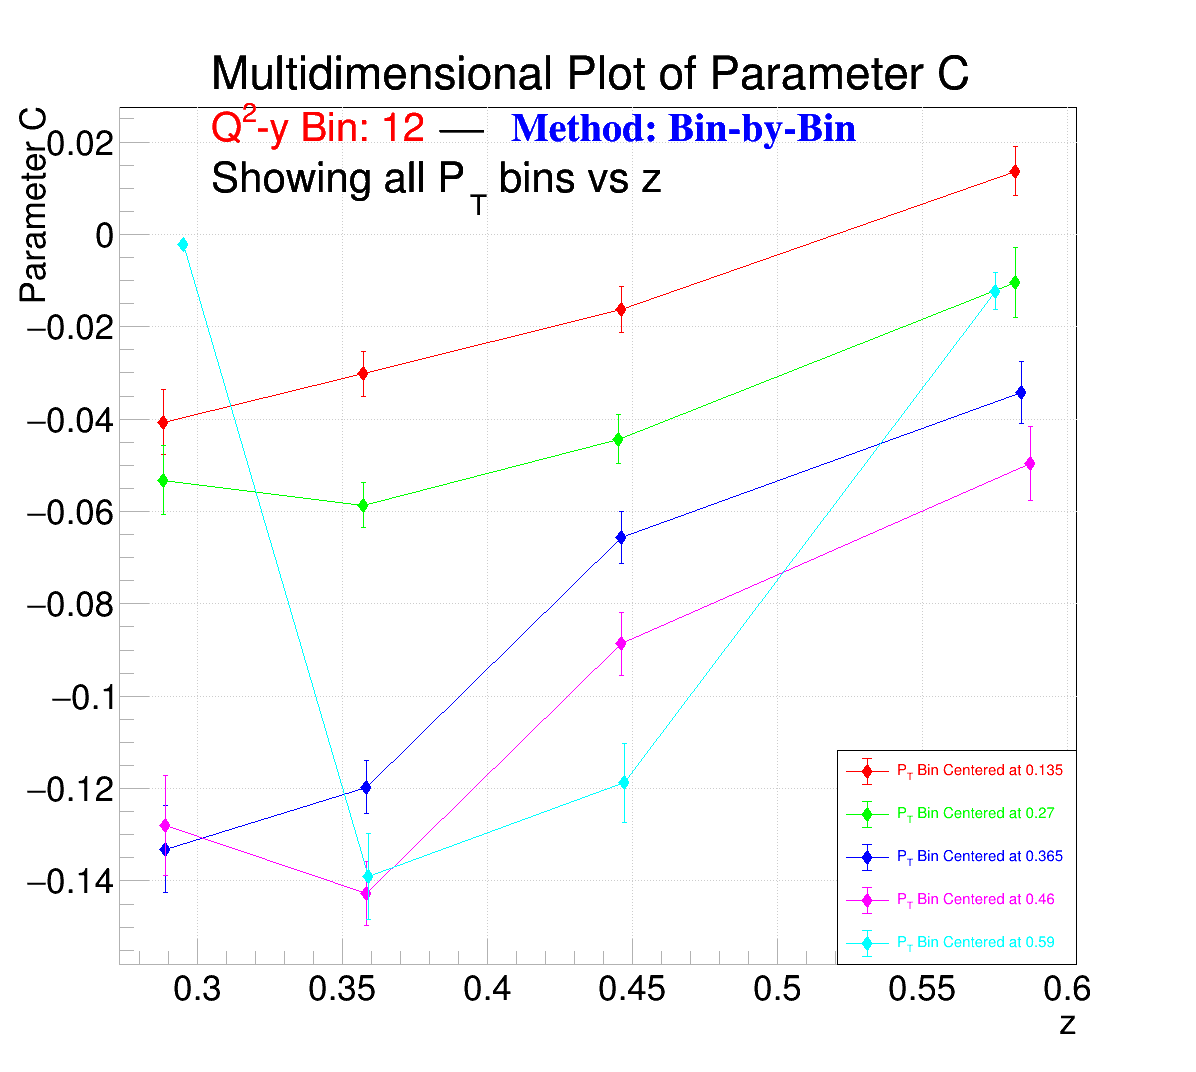 Multidimensional Plot of Parameter C
Q²-y Bin: 12 — Method: Bin-by-Bin
Showing all P_T bins vs z
Parameter C
0.02
0
−0.02
−0.04
−0.06
−0.08
−0.1
−0.12
−0.14
P_T Bin Centered at 0.135
P_T Bin Centered at 0.27
P_T Bin Centered at 0.365
P_T Bin Centered at 0.46
P_T Bin Centered at 0.59
0.3 0.35 0.4 0.45 0.5 0.55 0.6
z